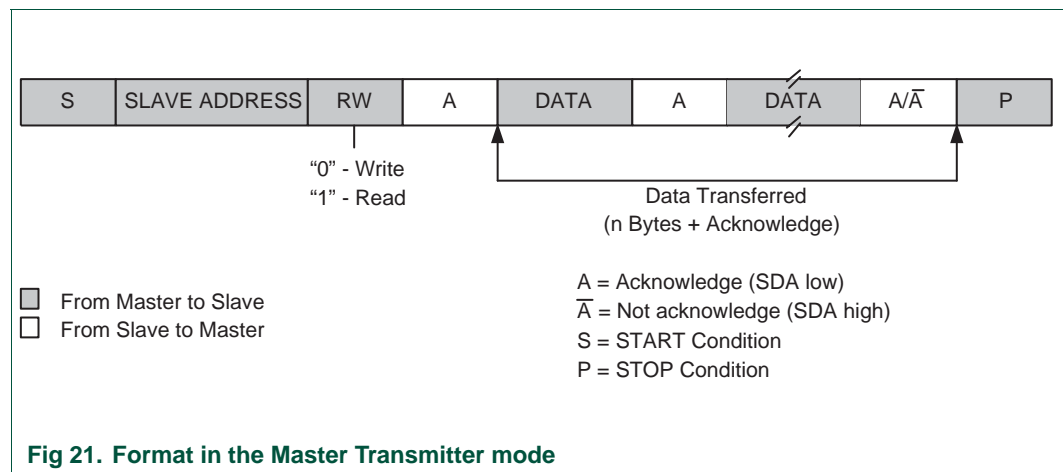 S SLAVE ADDRESS RW A DATA A DATA A/A̅ P
“0” - Write
“1” - Read
Data Transferred
(n Bytes + Acknowledge)
From Master to Slave
From Slave to Master
A = Acknowledge (SDA low)
A̅ = Not acknowledge (SDA high)
S = START Condition
P = STOP Condition
Fig 21. Format in the Master Transmitter mode